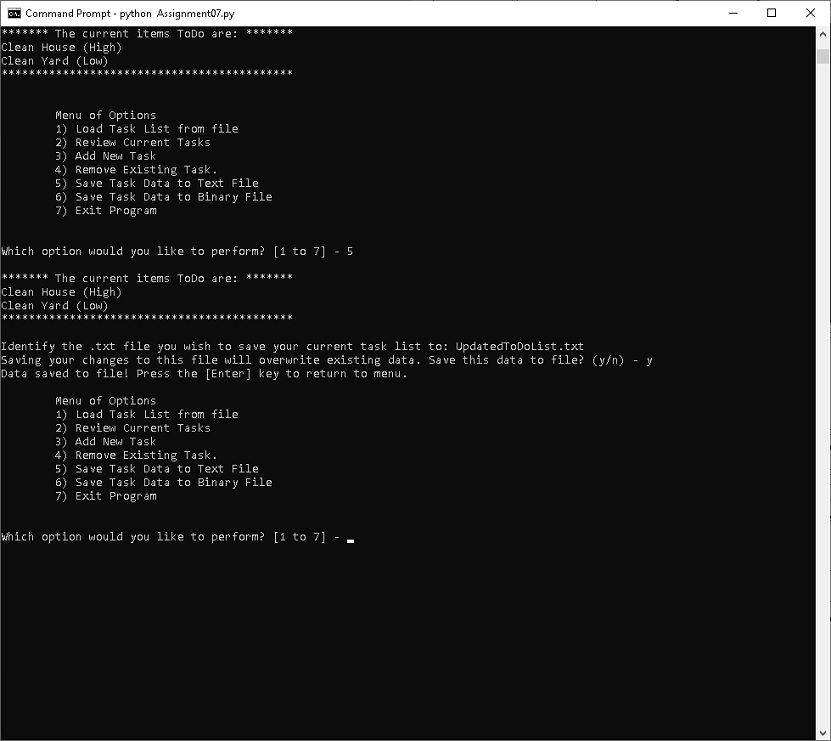 Command Prompt - python Assignment07.py
******* The current items ToDo are: *******
Clean House (High)
Clean Yard (Low)
*******************************************
Menu of Options
1) Load Task List from file
2) Review Current Tasks
3) Add New Task
4) Remove Existing Task.
5) Save Task Data to Text File
6) Save Task Data to Binary File
7) Exit Program
Which option would you like to perform? [1 to 7] - 5
******* The current items ToDo are: *******
Clean House (High)
Clean Yard (Low)
*******************************************
Identify the .txt file you wish to save your current task list to: UpdatedToDoList.txt
Saving your changes to this file will overwrite existing data. Save this data to file? (y/n) - y
Data saved to file! Press the [Enter] key to return to menu.
Menu of Options
1) Load Task List from file
2) Review Current Tasks
3) Add New Task
4) Remove Existing Task.
5) Save Task Data to Text File
6) Save Task Data to Binary File
7) Exit Program
Which option would you like to perform? [1 to 7] - _